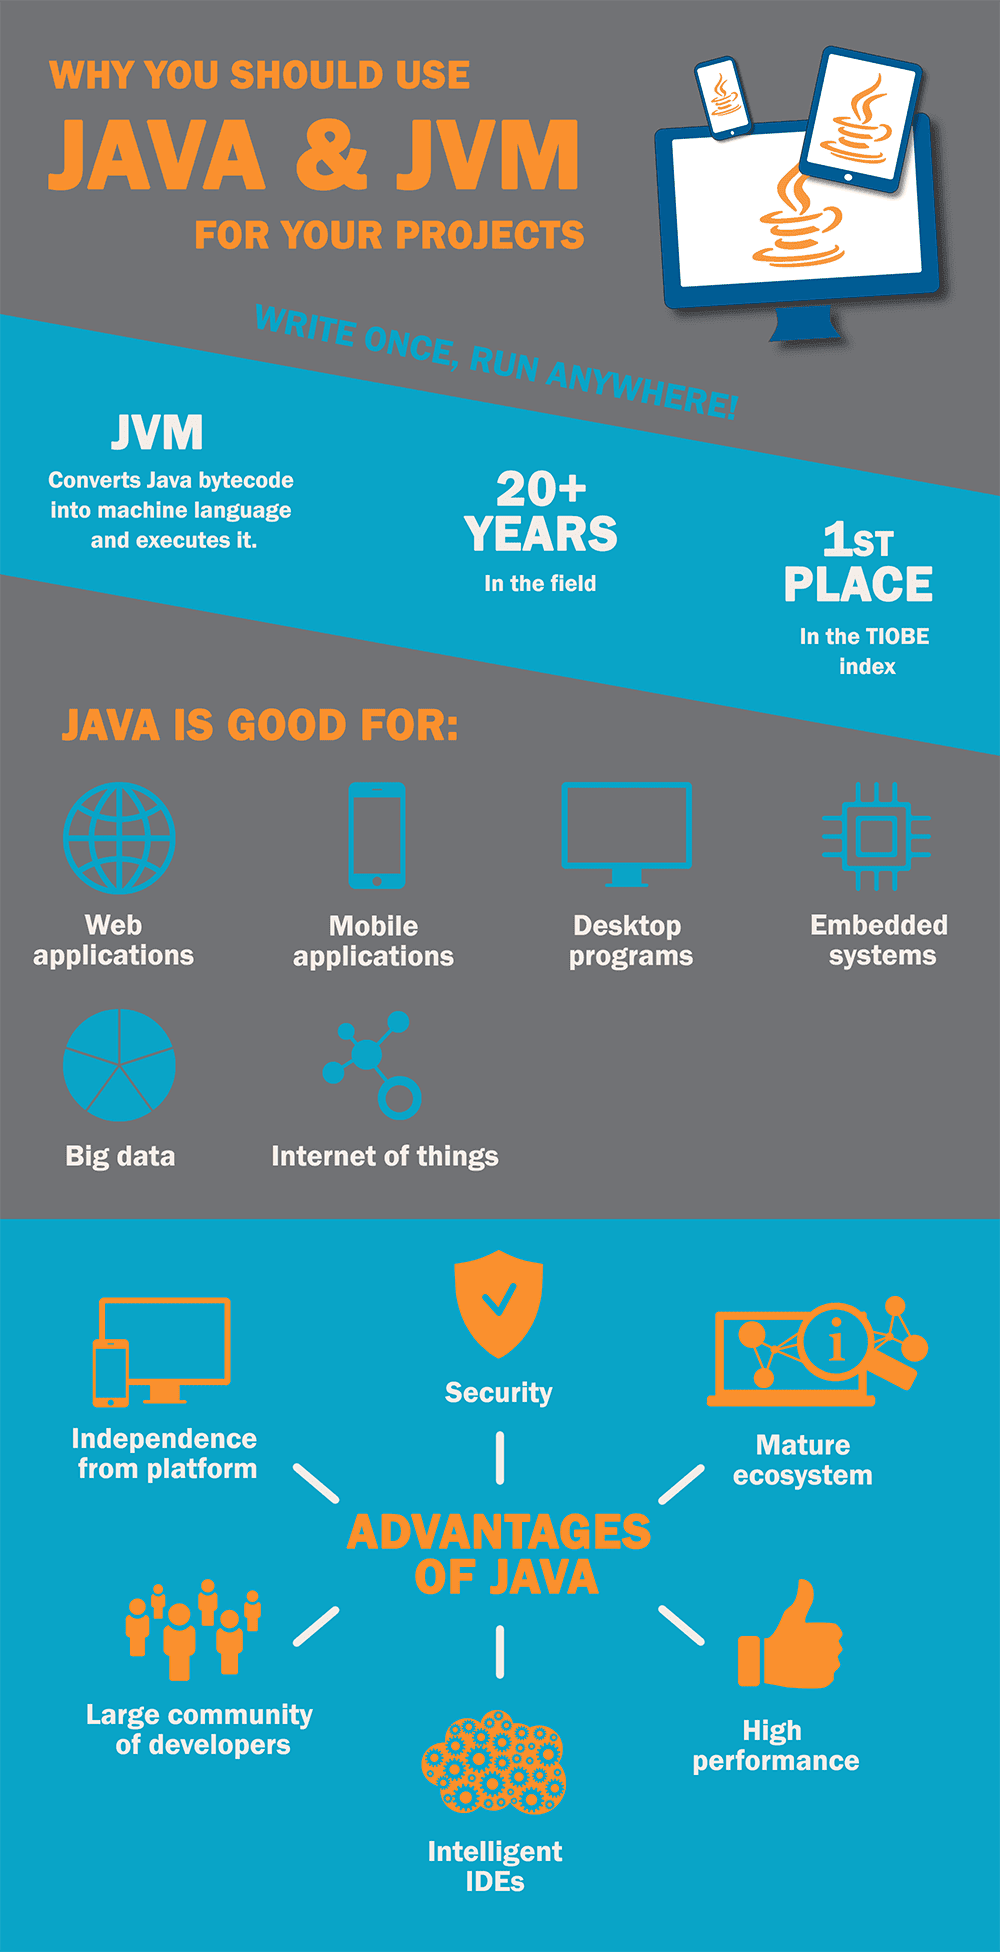 WHY YOU SHOULD USE
JAVA & JVM
FOR YOUR PROJECTS
WRITE ONCE, RUN ANYWHERE!
JVM
Converts Java bytecode
into machine language
and executes it.
20+
YEARS
In the field
1ST
PLACE
In the TIOBE
index
JAVA IS GOOD FOR:
Web
applications
Mobile
applications
Desktop
programs
Embedded
systems
Big data
Internet of things
Security
Independence
from platform
i
Mature
ecosystem
ADVANTAGES
OF JAVA
Large community
of developers
High
performance
Intelligent
IDEs